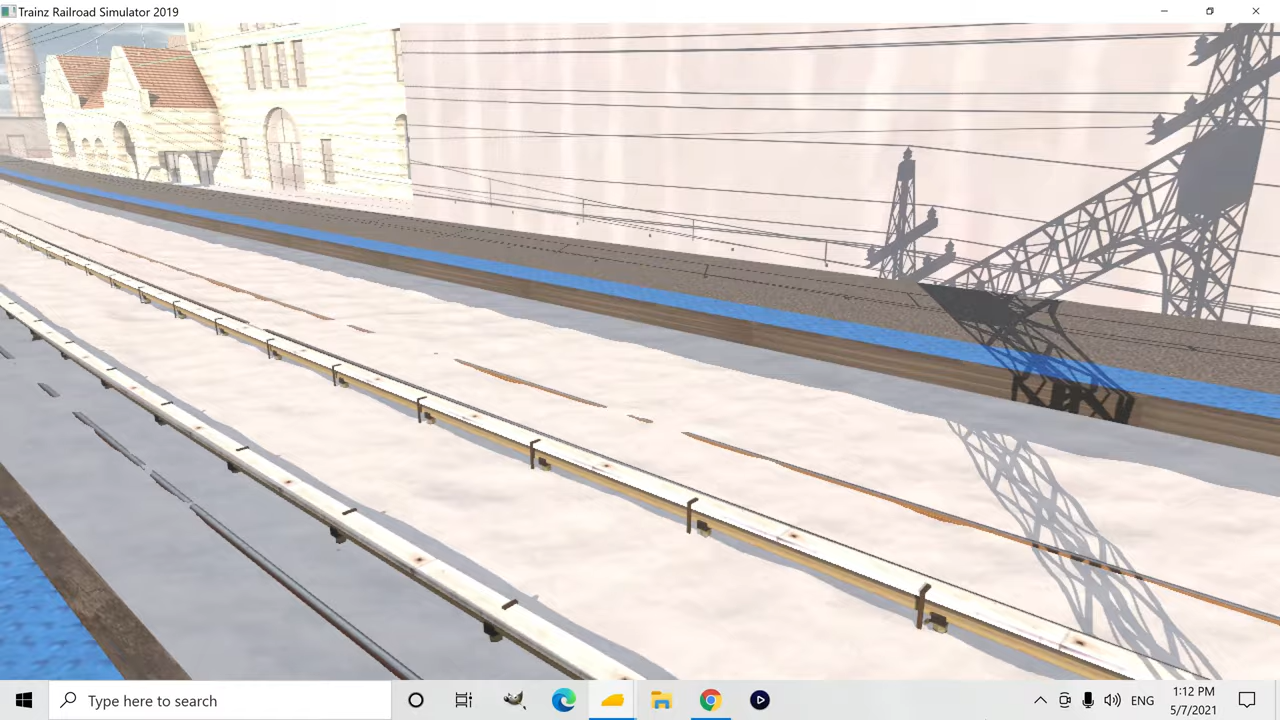 Trainz Railroad Simulator 2019
Type here to search
ENG
1:12 PM
5/7/2021